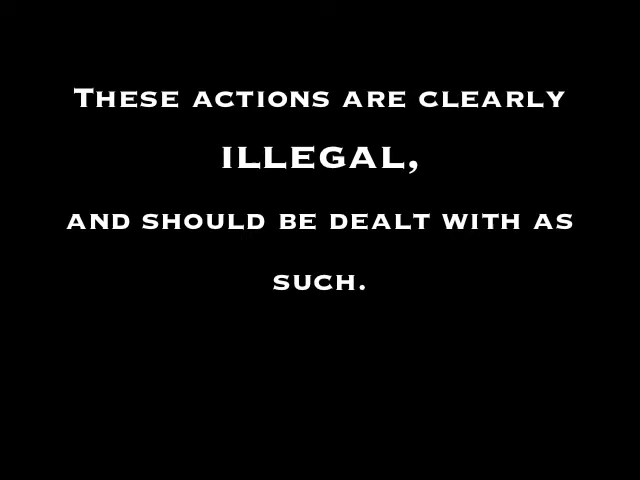 These actions are clearly
illegal,
and should be dealt with as
such.